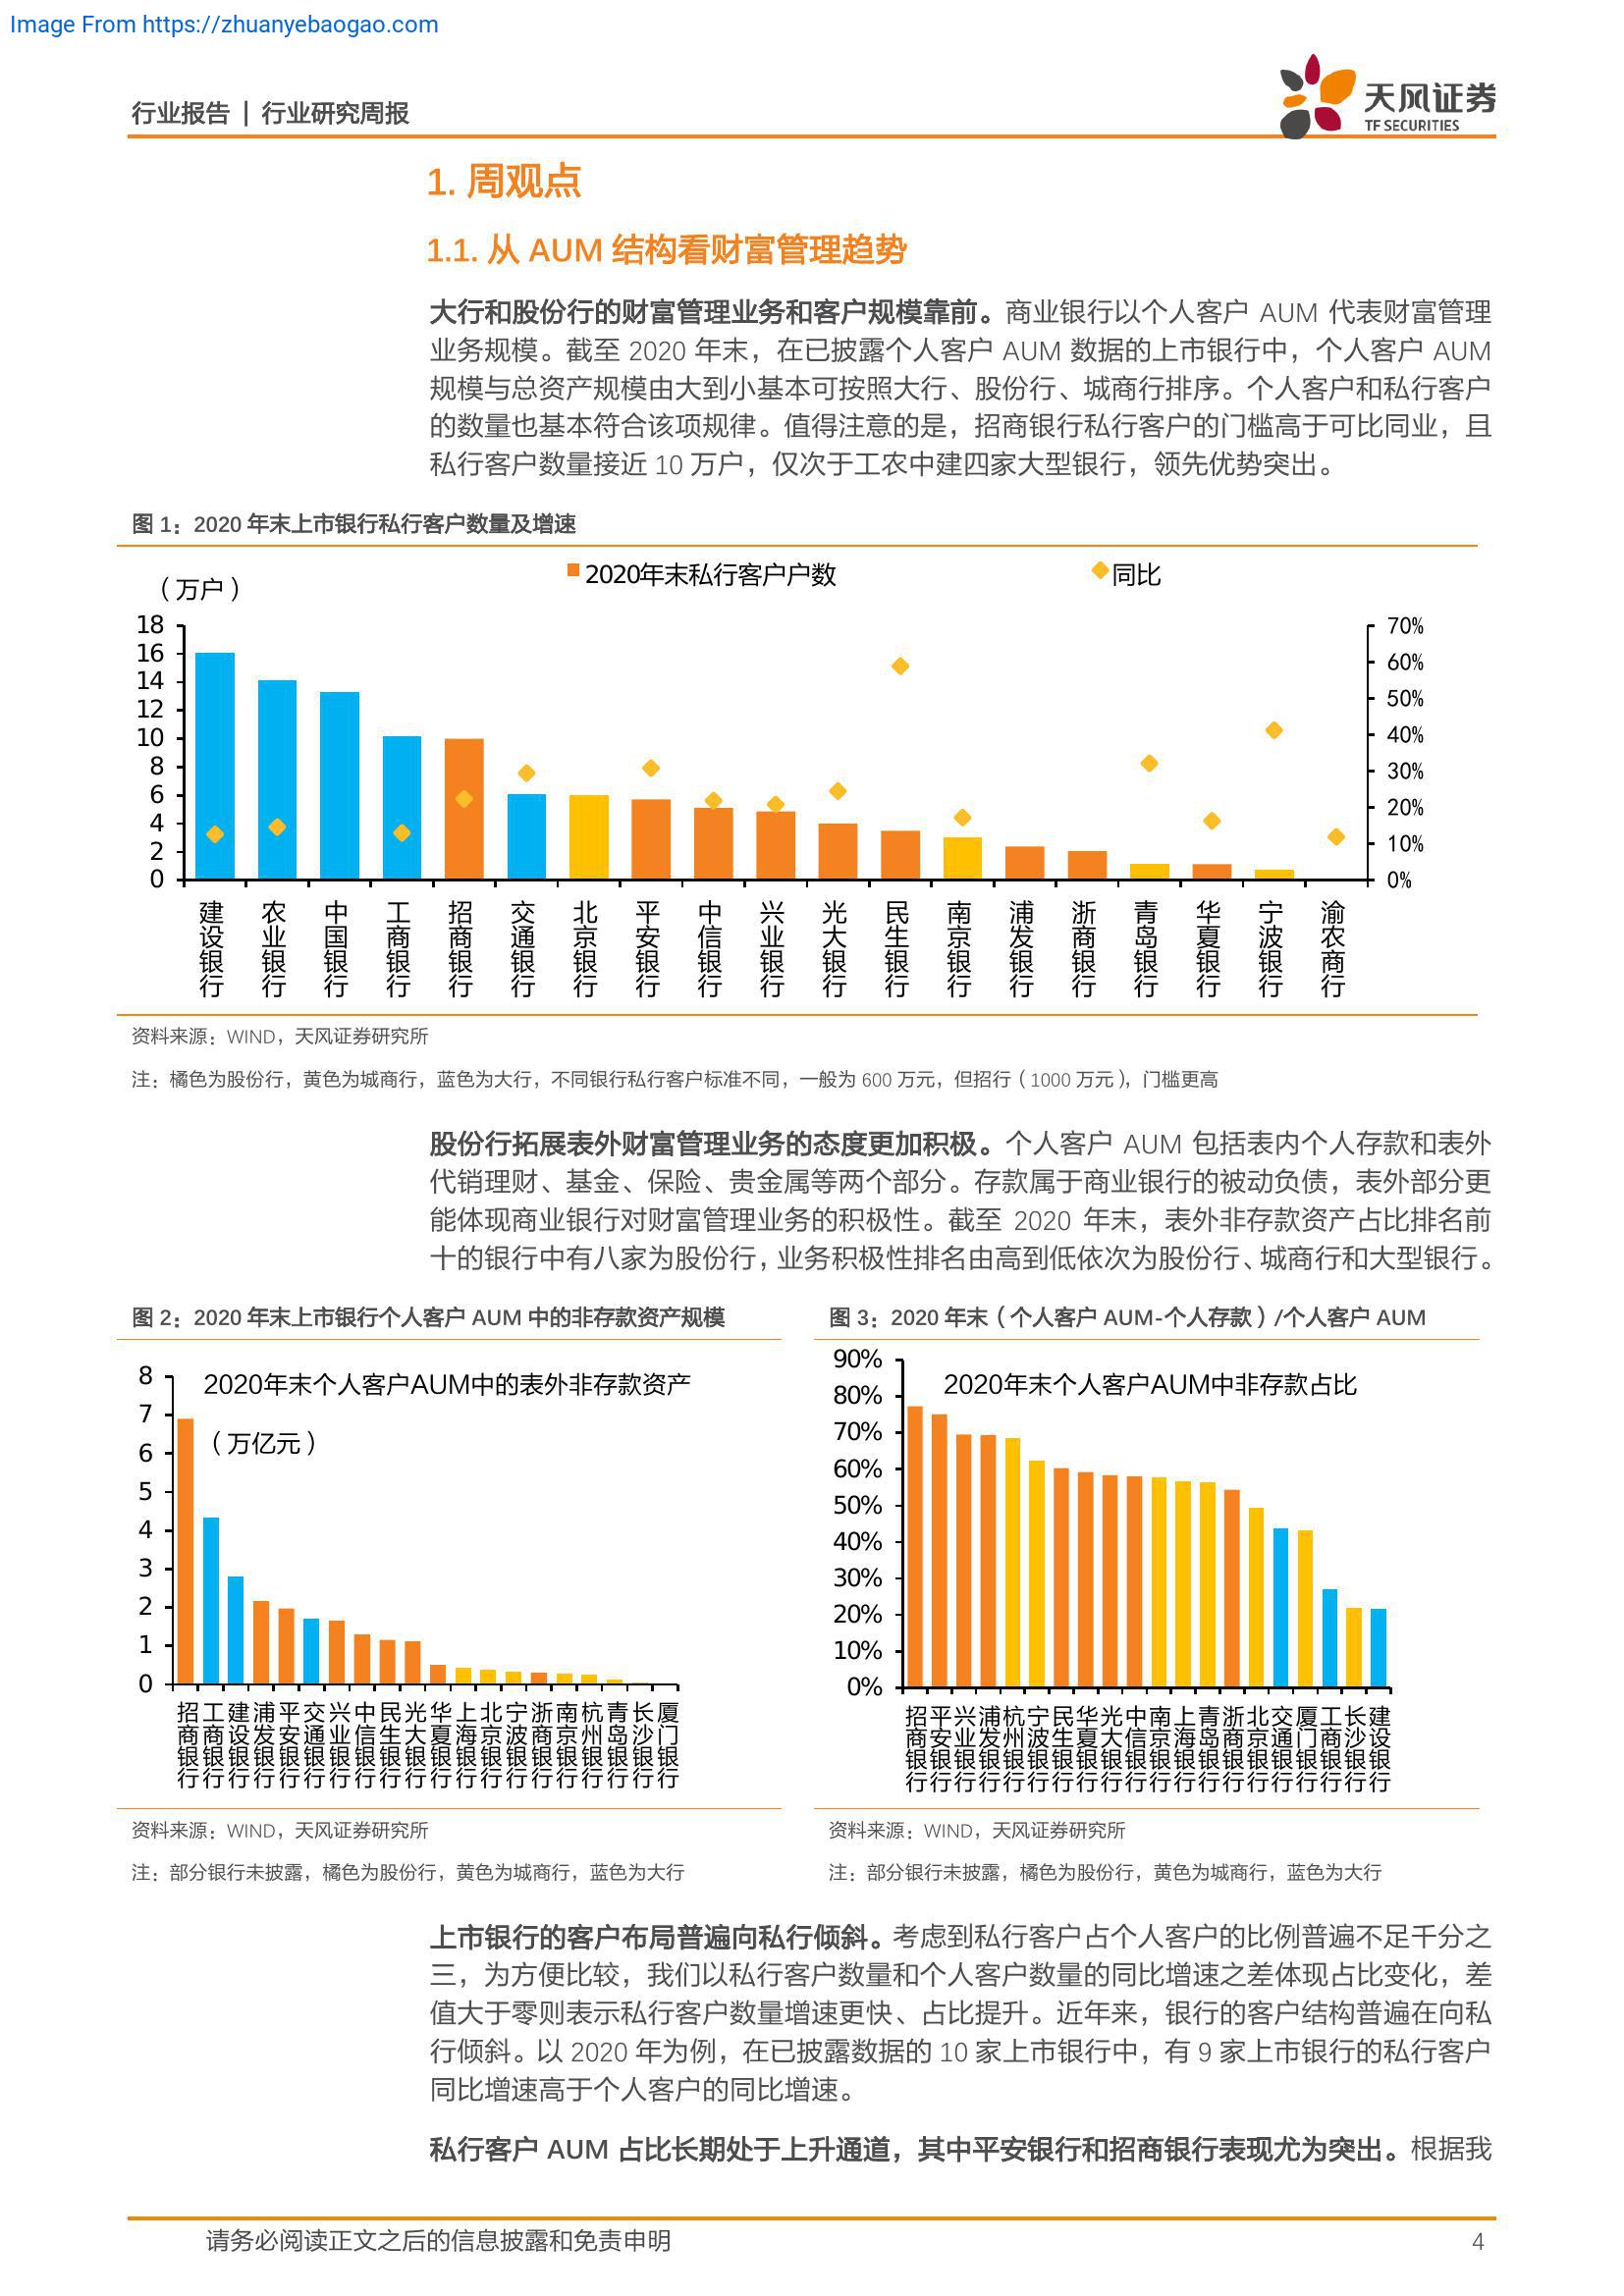 Image From https://zhuanyebaogao.com
行业报告 | 行业研究周报
天风证券
TF SECURITIES
1. 周观点
1.1. 从 AUM 结构看财富管理趋势
大行和股份行的财富管理业务和客户规模靠前。商业银行以个人客户 AUM 代表财富管理
业务规模。截至 2020 年末，在已披露个人客户 AUM 数据的上市银行中，个人客户 AUM
规模与总资产规模由大到小基本可按照大行、股份行、城商行排序。个人客户和私行客户
的数量也基本符合该项规律。值得注意的是，招商银行私行客户的门槛高于可比同业，且
私行客户数量接近 10 万户，仅次于工农中建四家大型银行，领先优势突出。
图 1：2020 年末上市银行私行客户数量及增速
（万户）
2020年末私行客户户数
同比
18
16
14
12
10
8
6
4
2
0
70%
60%
50%
40%
30%
20%
10%
0%
建设银行
农业银行
中国银行
工商银行
招商银行
交通银行
北京银行
平安银行
中信银行
兴业银行
光大银行
民生银行
南京银行
浦发银行
浙商银行
青岛银行
华夏银行
宁波银行
渝农商行
资料来源：WIND，天风证券研究所
注：橘色为股份行，黄色为城商行，蓝色为大行，不同银行私行客户标准不同，一般为 600 万元，但招行（1000 万元），门槛更高
股份行拓展表外财富管理业务的态度更加积极。个人客户 AUM 包括表内个人存款和表外
代销理财、基金、保险、贵金属等两个部分。存款属于商业银行的被动负债，表外部分更
能体现商业银行对财富管理业务的积极性。截至 2020 年末，表外非存款资产占比排名前
十的银行中有八家为股份行，业务积极性排名由高到低依次为股份行、城商行和大型银行。
图 2：2020 年末上市银行个人客户 AUM 中的非存款资产规模
2020年末个人客户AUM中的表外非存款资产
（万亿元）
8
7
6
5
4
3
2
1
0
招商银行
工商银行
建设银行
浦发银行
平安银行
交通银行
兴业银行
中信银行
民生银行
光大银行
华夏银行
上海银行
北京银行
宁波银行
浙商银行
南京银行
杭州银行
青岛银行
长沙银行
厦门银行
资料来源：WIND，天风证券研究所
注：部分银行未披露，橘色为股份行，黄色为城商行，蓝色为大行
图 3：2020 年末（个人客户 AUM-个人存款）/个人客户 AUM
2020年末个人客户AUM中非存款占比
90%
80%
70%
60%
50%
40%
30%
20%
10%
0%
招商银行
平安银行
兴业银行
浦发银行
杭州银行
宁波银行
民生银行
华夏银行
光大银行
中信银行
南京银行
上海银行
青岛银行
浙商银行
北京银行
交通银行
厦门银行
工商银行
长沙银行
建设银行
资料来源：WIND，天风证券研究所
注：部分银行未披露，橘色为股份行，黄色为城商行，蓝色为大行
上市银行的客户布局普遍向私行倾斜。考虑到私行客户占个人客户的比例普遍不足千分之
三，为方便比较，我们以私行客户数量和个人客户数量的同比增速之差体现占比变化，差
值大于零则表示私行客户数量增速更快、占比提升。近年来，银行的客户结构普遍在向私
行倾斜。以 2020 年为例，在已披露数据的 10 家上市银行中，有 9 家上市银行的私行客户
同比增速高于个人客户的同比增速。
私行客户 AUM 占比长期处于上升通道，其中平安银行和招商银行表现尤为突出。根据我
请务必阅读正文之后的信息披露和免责申明
4